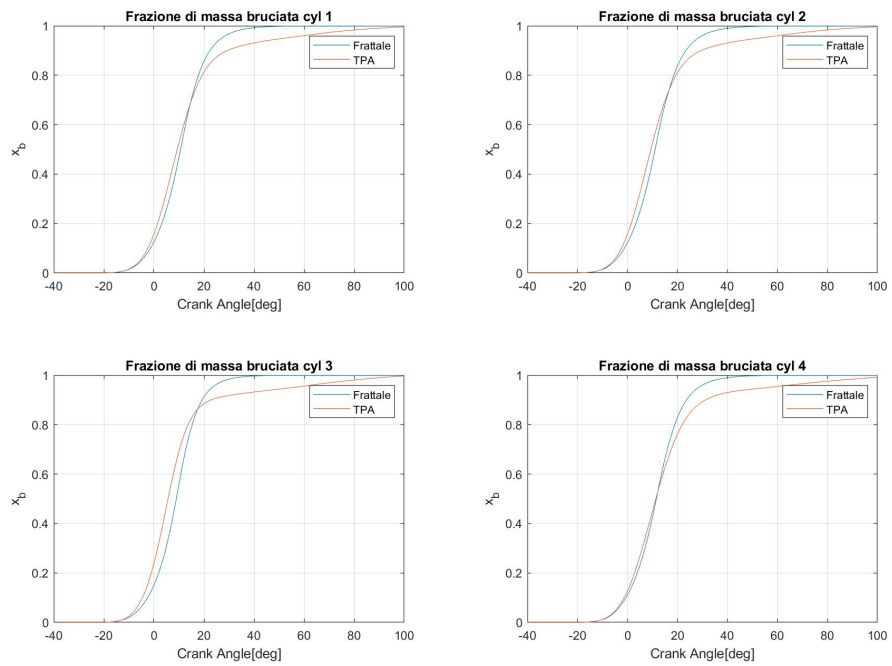 Frazione di massa bruciata cyl 1
1
0.8
0.6
0.4
0.2
0
x_b
-40 -20 0 20 40 60 80 100
Crank Angle[deg]
Frattale
TPA
Frazione di massa bruciata cyl 2
1
0.8
0.6
0.4
0.2
0
x_b
-40 -20 0 20 40 60 80 100
Crank Angle[deg]
Frattale
TPA
Frazione di massa bruciata cyl 3
1
0.8
0.6
0.4
0.2
0
x_b
-40 -20 0 20 40 60 80 100
Crank Angle[deg]
Frattale
TPA
Frazione di massa bruciata cyl 4
1
0.8
0.6
0.4
0.2
0
x_b
-40 -20 0 20 40 60 80 100
Crank Angle[deg]
Frattale
TPA